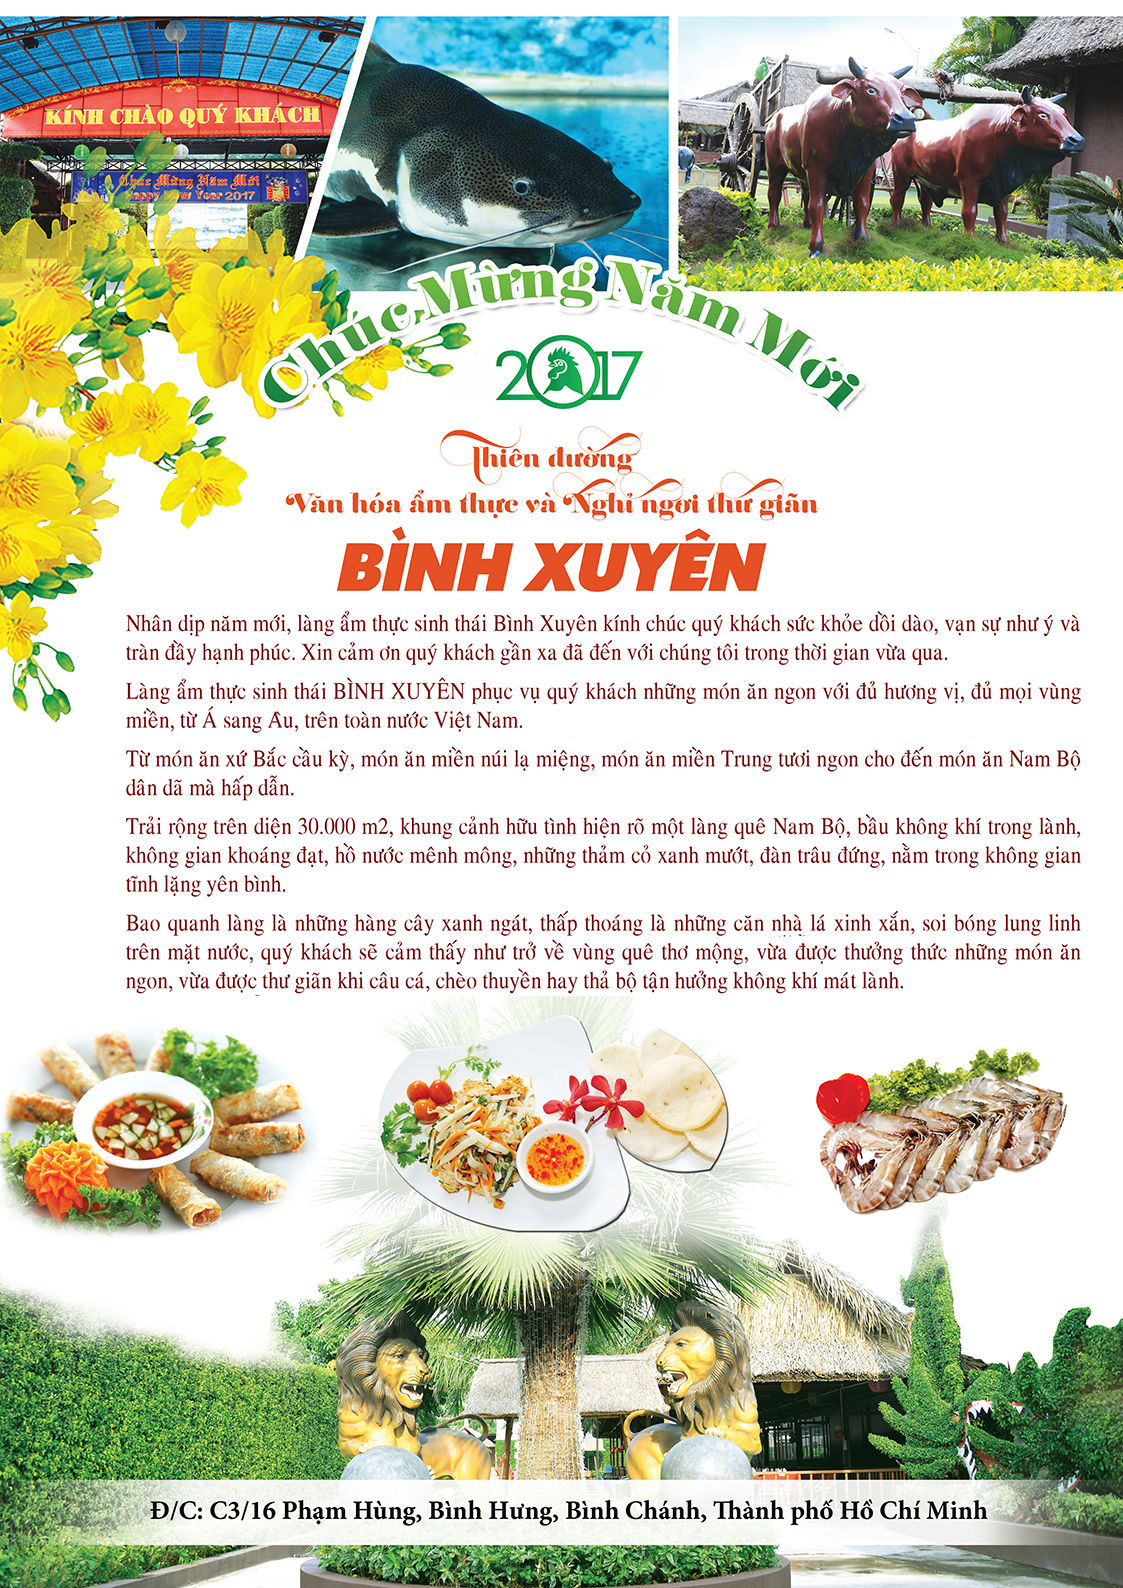 KÍNH CHÀO QUÝ KHÁCH
Chúc Mừng Năm Mới
Happy New Year 2017
Chúc Mừng Năm Mới
2017
Thiên đường
Văn hóa ẩm thực và Nghỉ ngơi thư giãn
BÌNH XUYÊN
Nhân dịp năm mới, làng ẩm thực sinh thái Bình Xuyên kính chúc quý khách sức khỏe dồi dào, vạn sự như ý và
tràn đầy hạnh phúc. Xin cảm ơn quý khách gần xa đã đến với chúng tôi trong thời gian vừa qua.
Làng ẩm thực sinh thái BÌNH XUYÊN phục vụ quý khách những món ăn ngon với đủ hương vị, đủ mọi vùng
miền, từ Á sang Âu, trên toàn nước Việt Nam.
Từ món ăn xứ Bắc cầu kỳ, món ăn miền núi lạ miệng, món ăn miền Trung tươi ngon cho đến món ăn Nam Bộ
dân dã mà hấp dẫn.
Trải rộng trên diện 30.000 m2, khung cảnh hữu tình hiện rõ một làng quê Nam Bộ, bầu không khí trong lành,
không gian khoáng đạt, hồ nước mênh mông, những thảm cỏ xanh mướt, đàn trâu đứng, nằm trong không gian
tĩnh lặng yên bình.
Bao quanh làng là những hàng cây xanh ngát, thấp thoáng là những căn nhà lá xinh xắn, soi bóng lung linh
trên mặt nước, quý khách sẽ cảm thấy như trở về vùng quê thơ mộng, vừa được thưởng thức những món ăn
ngon, vừa được thư giãn khi câu cá, chèo thuyền hay thả bộ tận hưởng không khí mát lành.
Đ/C: C3/16 Phạm Hùng, Bình Hưng, Bình Chánh, Thành phố Hồ Chí Minh